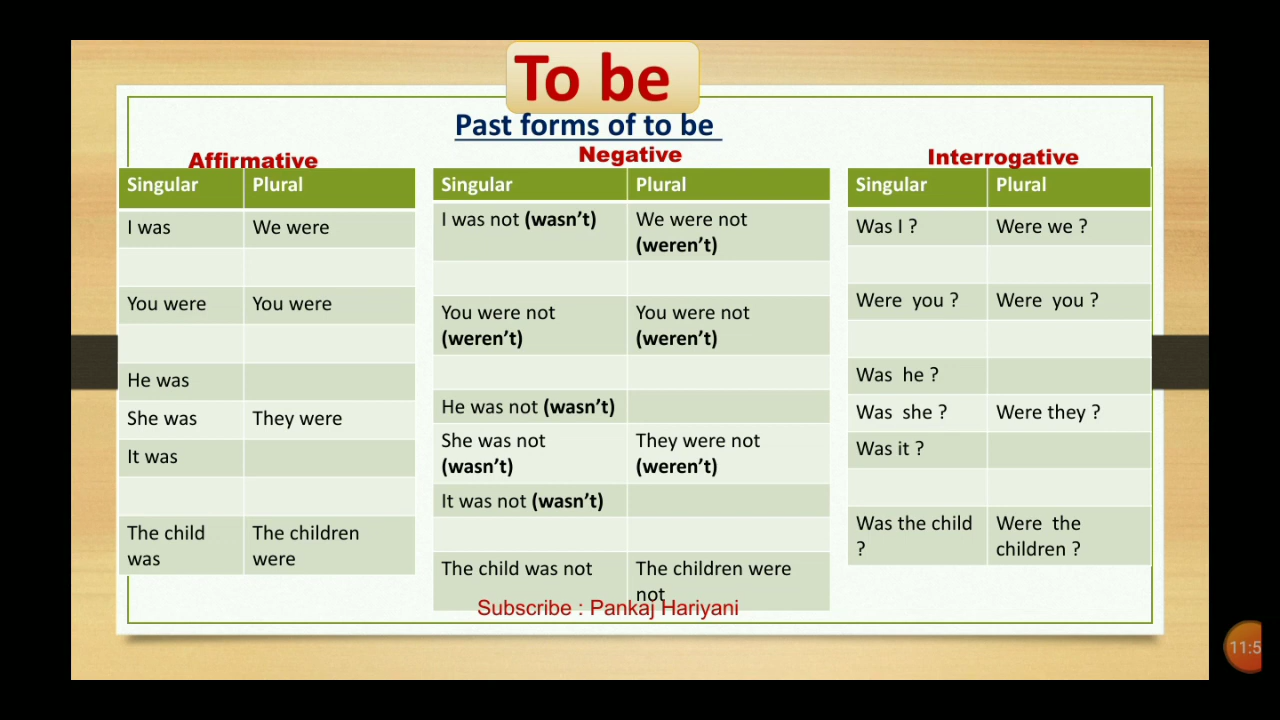 To be
Past forms of to be
Affirmative
Singular Plural
I was We were
You were You were
He was
She was They were
It was
The child The children
was were
Negative
Singular Plural
I was not (wasn't) We were not
(weren't)
You were not You were not
(weren't) (weren't)
He was not (wasn't)
She was not They were not
(wasn't) (weren't)
It was not (wasn't)
The child was not The children were
not
Interrogative
Singular Plural
Was I ? Were we ?
Were you ? Were you ?
Was he ?
Was she ? Were they ?
Was it ?
Was the child Were the
? children ?
Subscribe : Pankaj Hariyani
11:5